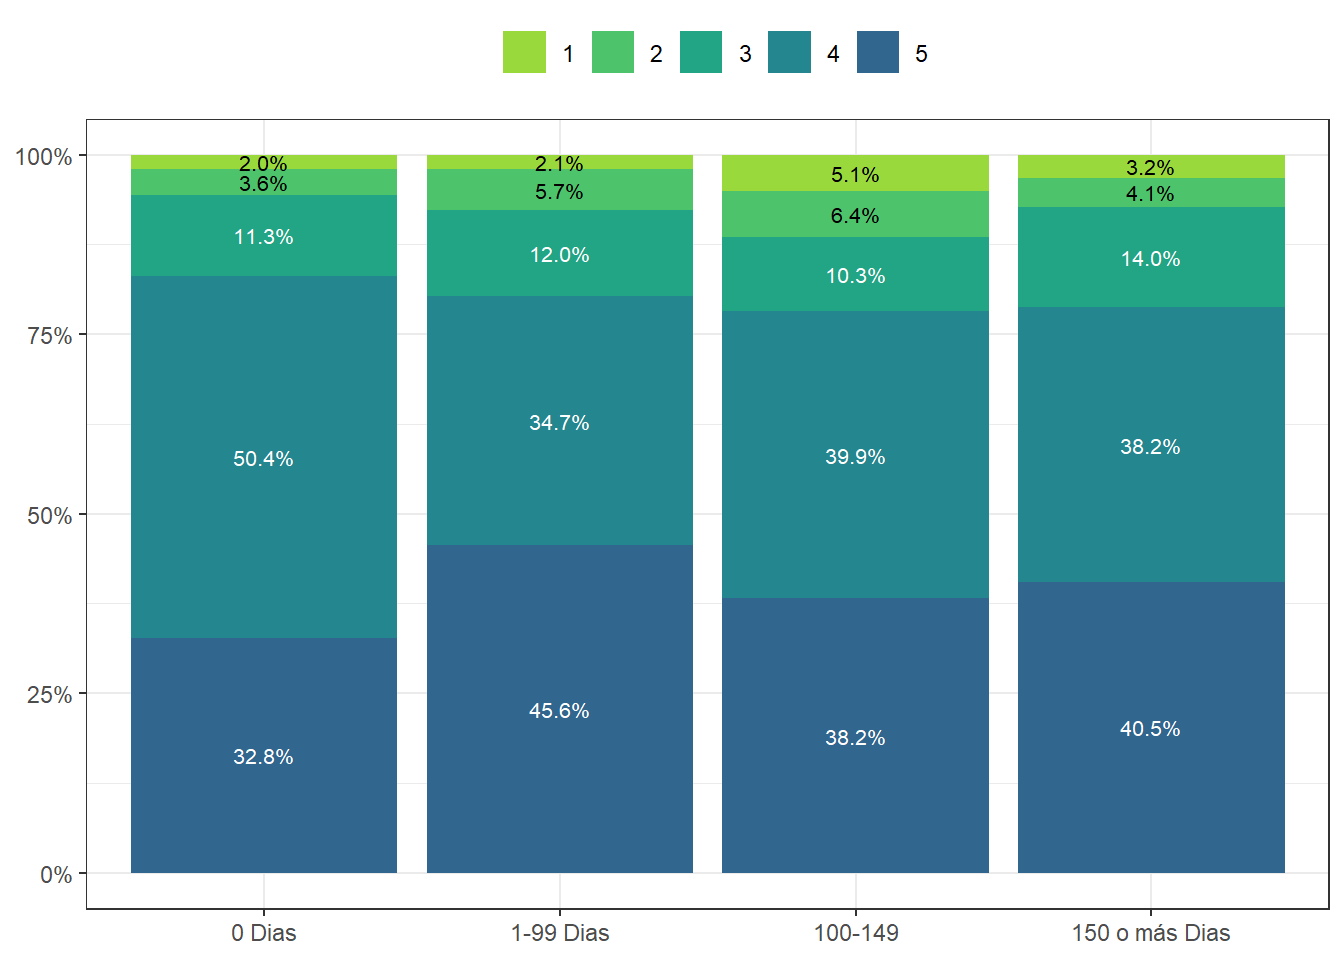 1 2 3 4 5
100%
75%
50%
25%
0%
2.0% 2.1% 5.1% 3.2%
3.6% 5.7% 6.4% 4.1%
11.3% 12.0% 10.3% 14.0%
50.4% 34.7% 39.9% 38.2%
32.8% 45.6% 38.2% 40.5%
0 Dias 1-99 Dias 100-149 150 o más Dias